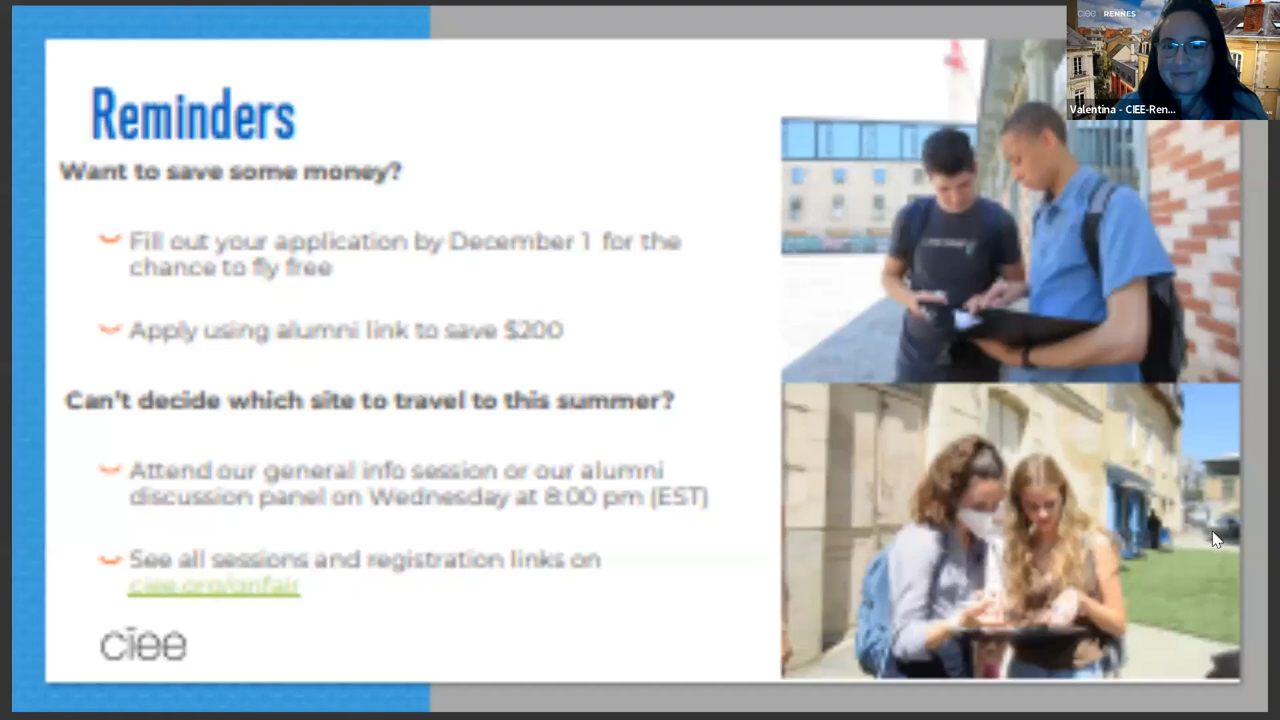 ciee RENNES
Valentina - CIEE-Ren...
Reminders
Want to save some money?
Fill out your application by December 1 for the
chance to fly free
Apply using alumni link to save $200
Can't decide which site to travel to this summer?
Attend our general info session or our alumni
discussion panel on Wednesday at 8:00 pm (EST)
See all sessions and registration links on
ciee.org/gnfair
ciee